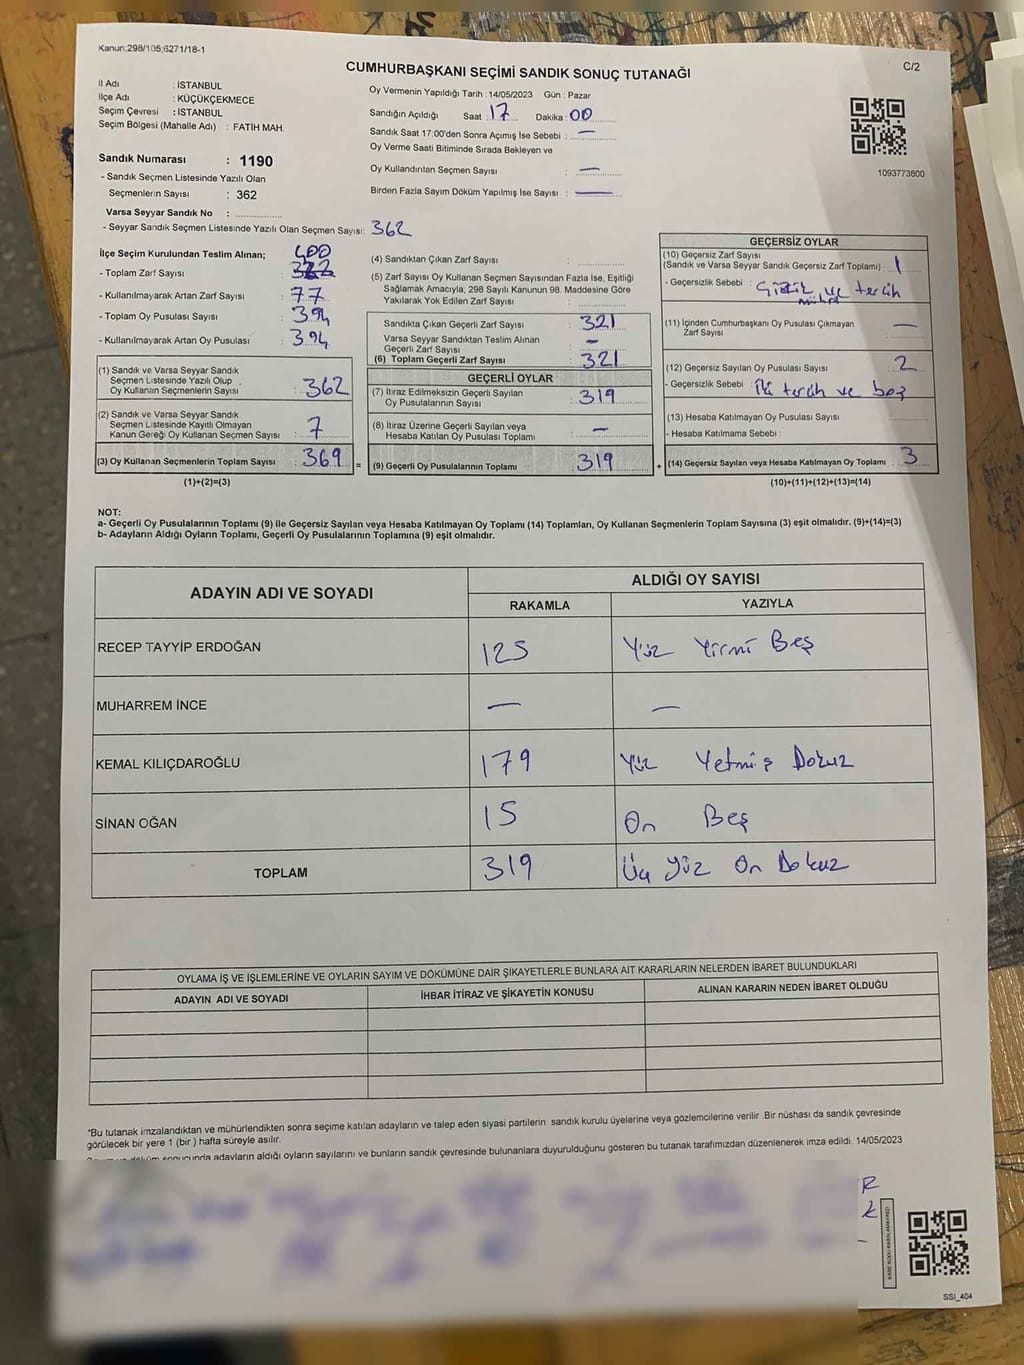 Kanun:298/105;6271/18-1
C/2
CUMHURBAŞKANI SEÇİMİ SANDIK SONUÇ TUTANAĞI
İl Adı : İSTANBUL
İlçe Adı : KÜÇÜKÇEKMECE
Seçim Çevresi : İSTANBUL
Seçim Bölgesi (Mahalle Adı) : FATİH MAH.
Sandık Numarası : 1190
- Sandık Seçmen Listesinde Yazılı Olan
Seçmenlerin Sayısı : 362
Varsa Seyyar Sandık No :
- Seyyar Sandık Seçmen Listesinde Yazılı Olan Seçmen Sayısı: 362
Oy Vermenin Yapıldığı Tarih : 14/05/2023 Gün : Pazar
Sandığın Açıldığı Saat : 17 Dakika : 00
Sandık Saat 17:00'den Sonra Açılmış İse Sebebi : —
Oy Verme Saati Bitiminde Sırada Bekleyen ve
Oy Kullandırılan Seçmen Sayısı : —
Birden Fazla Sayım Döküm Yapılmış İse Sayısı : —
1093773800
İlçe Seçim Kurulundan Teslim Alınan; 400
- Toplam Zarf Sayısı :
- Kullanılmayarak Artan Zarf Sayısı : 77
- Toplam Oy Pusulası Sayısı : 394
- Kullanılmayarak Artan Oy Pusulası : 394
(1) Sandık ve Varsa Seyyar Sandık
Seçmen Listesinde Yazılı Olup
Oy Kullanan Seçmenlerin Sayısı : 362
(2) Sandık ve Varsa Seyyar Sandık
Seçmen Listesinde Kayıtlı Olmayan
Kanun Gereği Oy Kullanan Seçmen Sayısı : 7
(3) Oy Kullanan Seçmenlerin Toplam Sayısı : 369
(1)+(2)=(3)
(4) Sandıktan Çıkan Zarf Sayısı :
(5) Zarf Sayısı Oy Kullanan Seçmen Sayısından Fazla İse, Eşitliği
Sağlamak Amacıyla, 298 Sayılı Kanunun 98. Maddesine Göre
Yakılarak Yok Edilen Zarf Sayısı :
Sandıkta Çıkan Geçerli Zarf Sayısı : 321
Varsa Seyyar Sandıktan Teslim Alınan
Geçerli Zarf Sayısı : —
(6) Toplam Geçerli Zarf Sayısı : 321
GEÇERLİ OYLAR
(7) İtiraz Edilmeksizin Geçerli Sayılan
Oy Pusulalarının Sayısı : 319
(8) İtiraz Üzerine Geçerli Sayılan veya
Hesaba Katılan Oy Pusulası Toplamı : —
= (9) Geçerli Oy Pusulalarının Toplamı : 319
GEÇERSİZ OYLAR
(10) Geçersiz Zarf Sayısı
(Sandık ve Varsa Seyyar Sandık Geçersiz Zarf Toplamı) : 1
- Geçersizlik Sebebi : ve tercih
mührü
(11) İçinden Cumhurbaşkanı Oy Pusulası Çıkmayan
Zarf Sayısı : —
(12) Geçersiz Sayılan Oy Pusulası Sayısı : 2
- Geçersizlik Sebebi : İki tercih ve boş
(13) Hesaba Katılmayan Oy Pusulası Sayısı :
- Hesaba Katılmama Sebebi :
+ (14) Geçersiz Sayılan veya Hesaba Katılmayan Oy Toplamı : 3
(10)+(11)+(12)+(13)=(14)
NOT:
a- Geçerli Oy Pusulalarının Toplamı (9) ile Geçersiz Sayılan veya Hesaba Katılmayan Oy Toplamı (14) Toplamları, Oy Kullanan Seçmenlerin Toplam Sayısına (3) eşit olmalıdır. (9)+(14)=(3)
b- Adayların Aldığı Oyların Toplamı, Geçerli Oy Pusulalarının Toplamına (9) eşit olmalıdır.
ADAYIN ADI VE SOYADI
ALDIĞI OY SAYISI
RAKAMLA YAZIYLA
RECEP TAYYİP ERDOĞAN 125 Yüz Yirmi Beş
MUHARREM İNCE — —
KEMAL KILIÇDAROĞLU 179 Yüz Yetmiş Dokuz
SİNAN OĞAN 15 On Beş
TOPLAM 319 Üç Yüz On Dokuz
OYLAMA İŞ VE İŞLEMLERİNE VE OYLARIN SAYIM VE DÖKÜMÜNE DAİR ŞİKAYETLERLE BUNLARA AİT KARARLARIN NELERDEN İBARET BULUNDUKLARI
ADAYIN ADI VE SOYADI İHBAR İTİRAZ VE ŞİKAYETİN KONUSU ALINAN KARARIN NEDEN İBARET OLDUĞU
*Bu tutanak imzalandıktan ve mühürlendikten sonra seçime katılan adayların ve talep eden siyasi partilerin sandık kurulu üyelerine veya gözlemcilerine verilir. Bir nüshası da sandık çevresinde
görülecek bir yere 1 (bir ) hafta süreyle asılır.
sonucunda adayların aldığı oyların sayılarını ve bunların sandık çevresinde bulunanlara duyurulduğunu gösteren bu tutanak tarafımızdan düzenlenerek imza edildi. 14/05/2023
KARE KODU KARALAMAYINIZ!
SSI_404